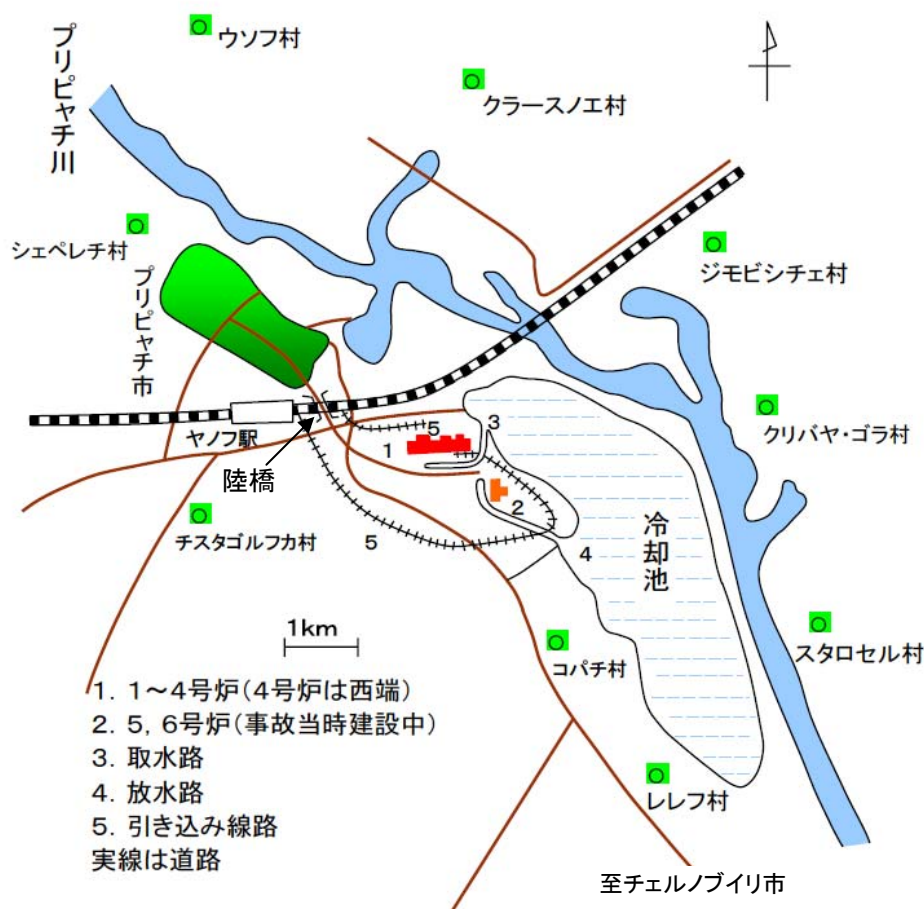 ウソフ村
プリピャチ川
クラースノエ村
シェペレチ村
ジモビシチェ村
プリピャチ市
クリバヤ・ゴラ村
ヤノフ駅
陸橋
5
3
1
2
冷却池
チスタゴルフカ村
5
4
1km
コパチ村
スタロセル村
1. 1～4号炉(4号炉は西端)
2. 5, 6号炉(事故当時建設中)
3. 取水路
4. 放水路
5. 引き込み線路
実線は道路
レレフ村
至チェルノブイリ市